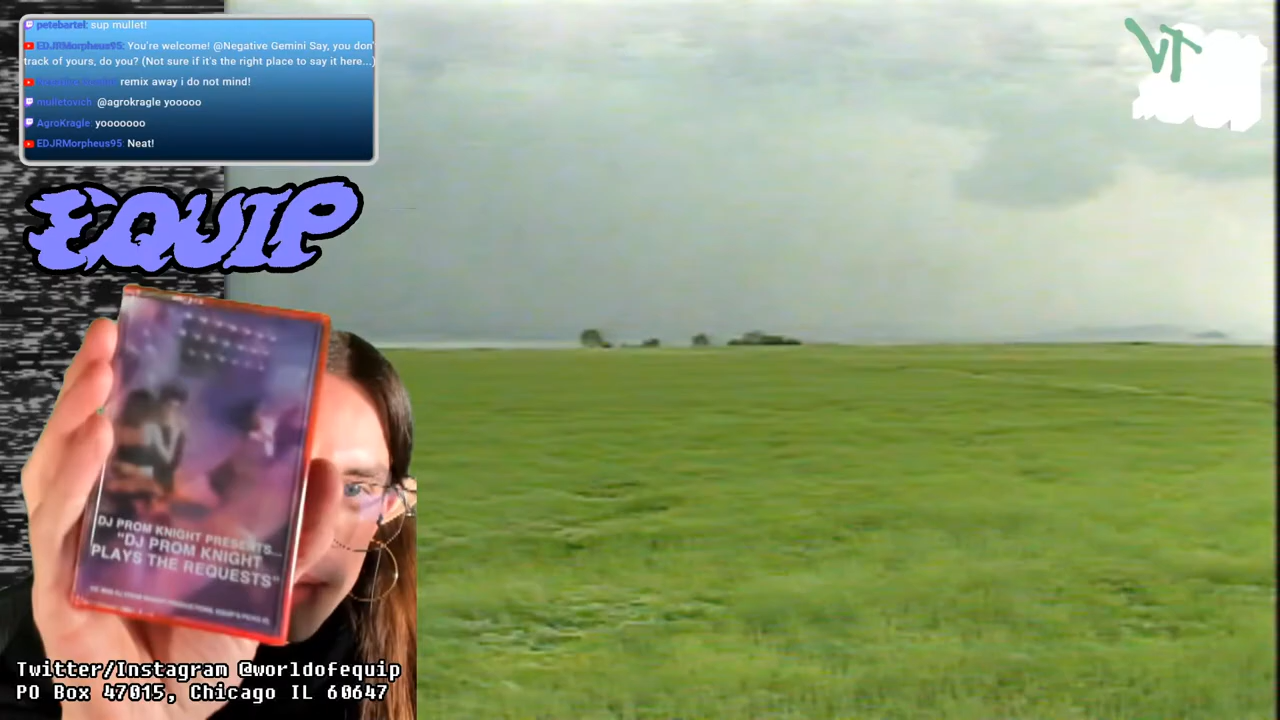 petebartel: sup mullet!
EDJRMorpheus95: You're welcome! @Negative Gemini Say, you don'
track of yours, do you? (Not sure if it's the right place to say it here...)
remix away i do not mind!
mulletovich: @agrokragle yooooo
AgroKragle: yooooooo
EDJRMorpheus95: Neat!
VT
EQUIP
DJ PROM KNIGHT PRESENTS...
"DJ PROM KNIGHT
PLAYS THE REQUESTS"
Twitter/Instagram @worldofequip
PO Box 47015, Chicago IL 60647